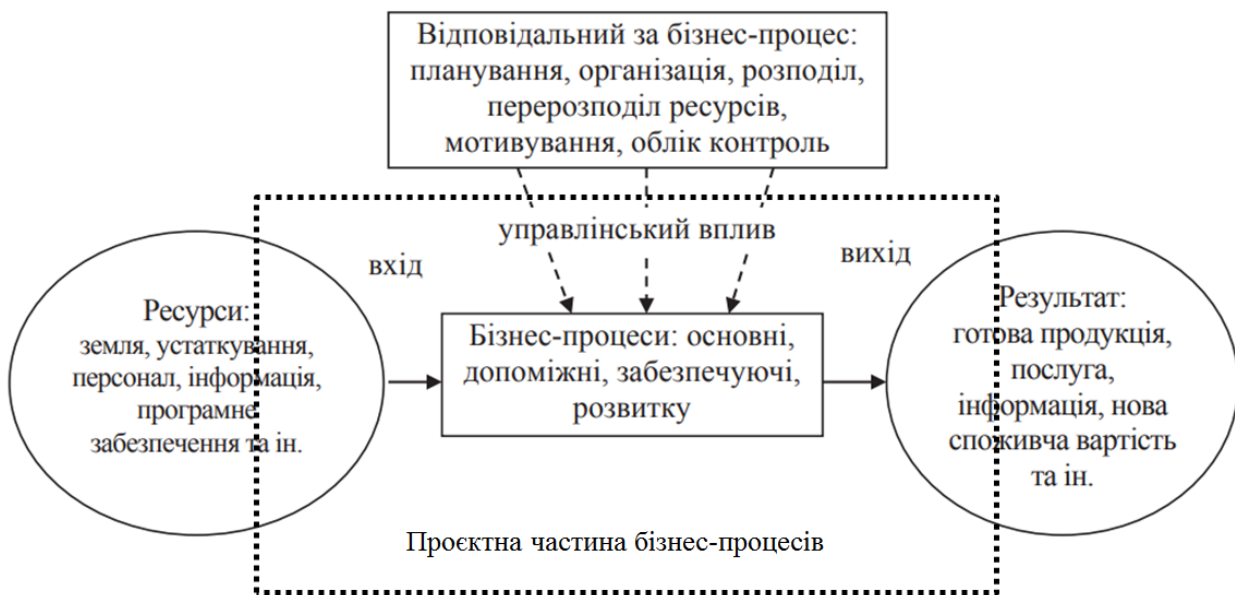 Відповідальний за бізнес-процес:
планування, організація, розподіл,
перерозподіл ресурсів,
мотивування, облік контроль
управлінський вплив
вхід
вихід
Ресурси:
земля, устаткування,
персонал, інформація,
програмне
забезпечення та ін.
Бізнес-процеси: основні,
допоміжні, забезпечуючі,
розвитку
Результат:
готова продукція,
послуга,
інформація, нова
споживча вартість
та ін.
Проєктна частина бізнес-процесів